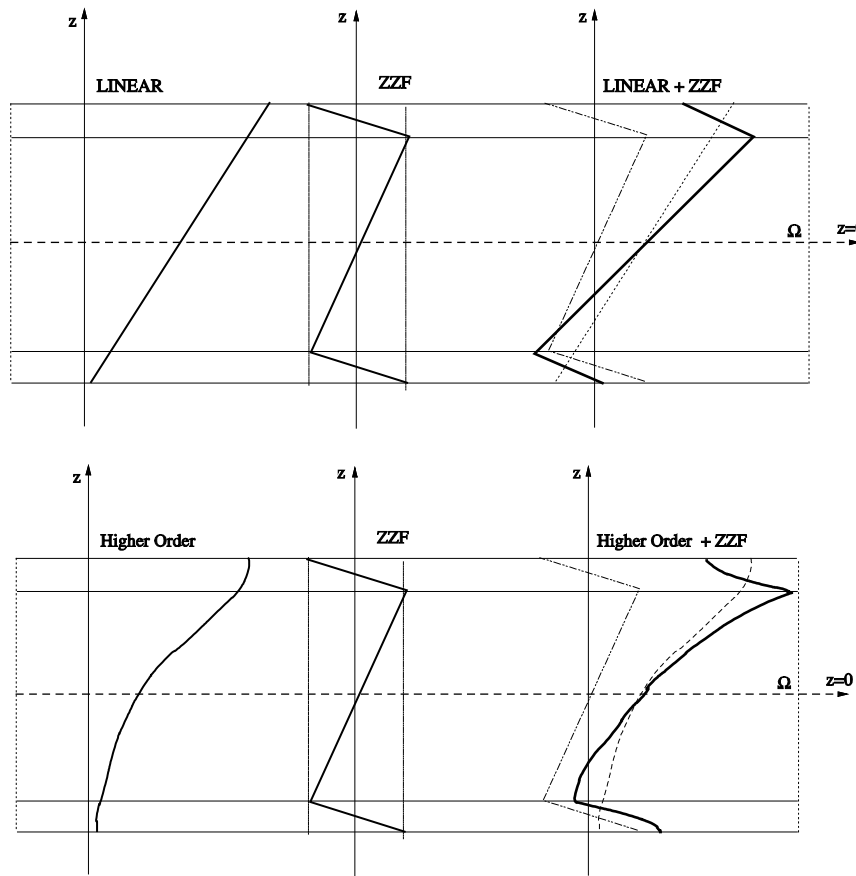 z z z
LINEAR ZZF LINEAR + ZZF
Ω z=
z z z
Higher Order ZZF Higher Order + ZZF
Ω z=0